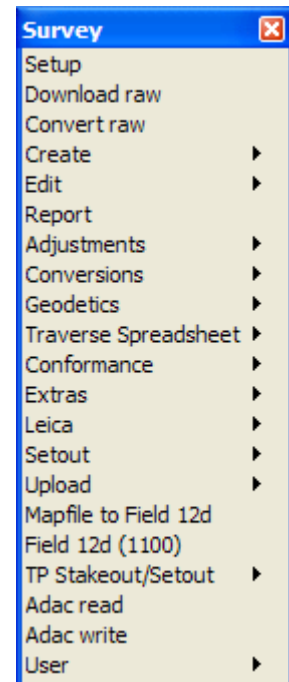 Survey
Setup
Download raw
Convert raw
Create
Edit
Report
Adjustments
Conversions
Geodetics
Traverse Spreadsheet
Conformance
Extras
Leica
Setout
Upload
Mapfile to Field 12d
Field 12d (1100)
TP Stakeout/Setout
Adac read
Adac write
User